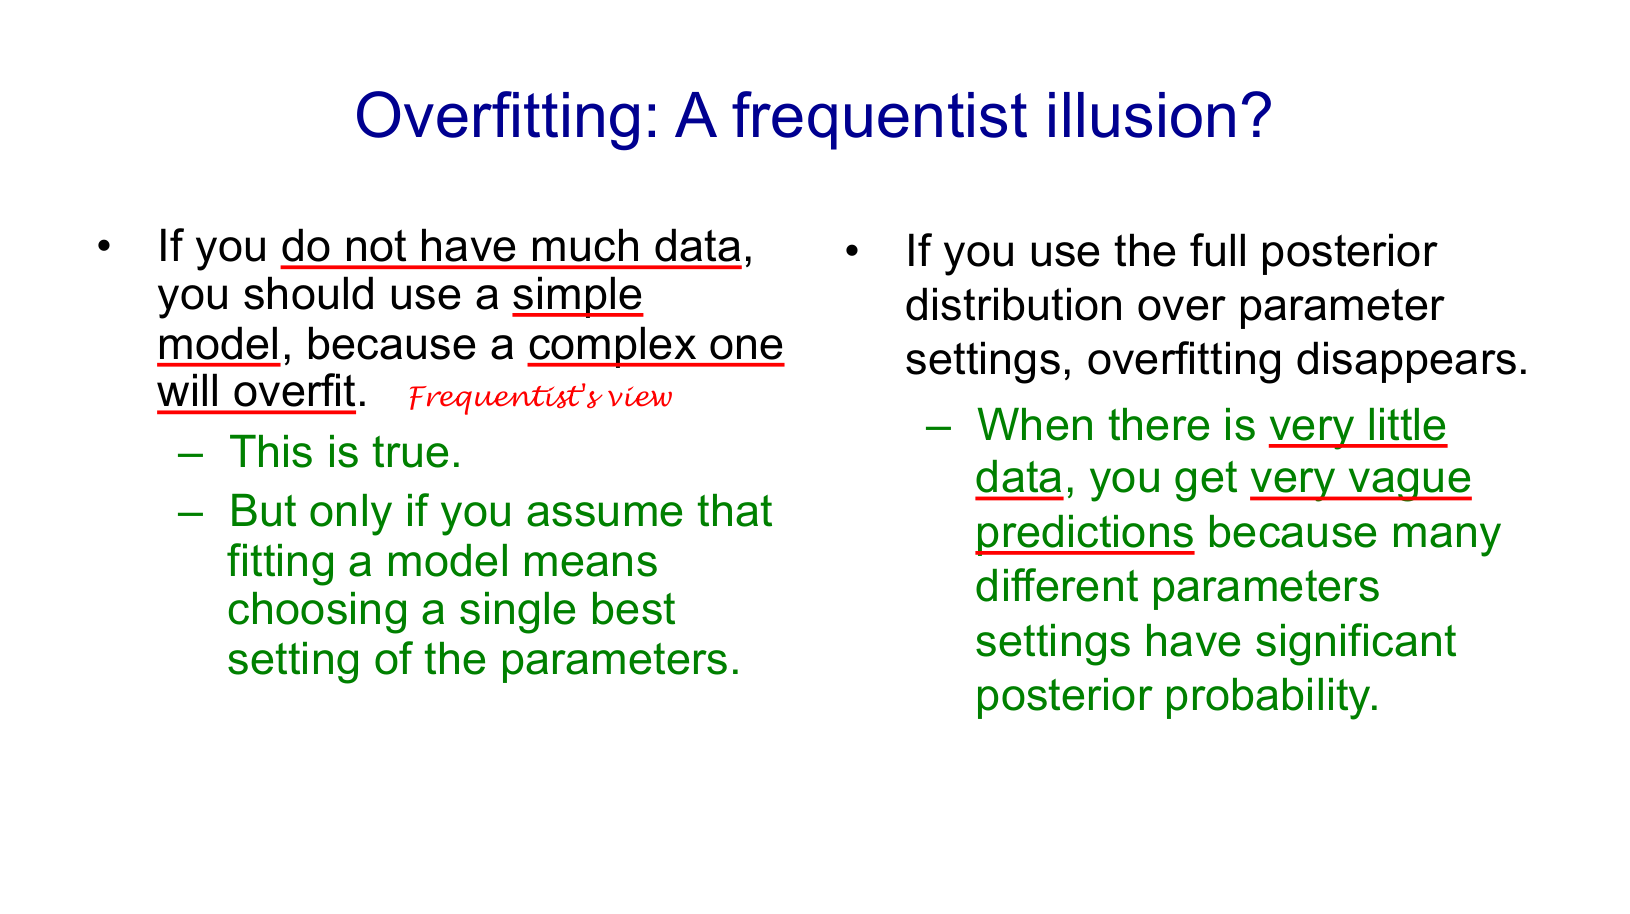 Overfitting: A frequentist illusion?
• If you do not have much data,
you should use a simple
model, because a complex one
will overfit. Frequentist's view
– This is true.
– But only if you assume that
fitting a model means
choosing a single best
setting of the parameters.
• If you use the full posterior
distribution over parameter
settings, overfitting disappears.
– When there is very little
data, you get very vague
predictions because many
different parameters
settings have significant
posterior probability.